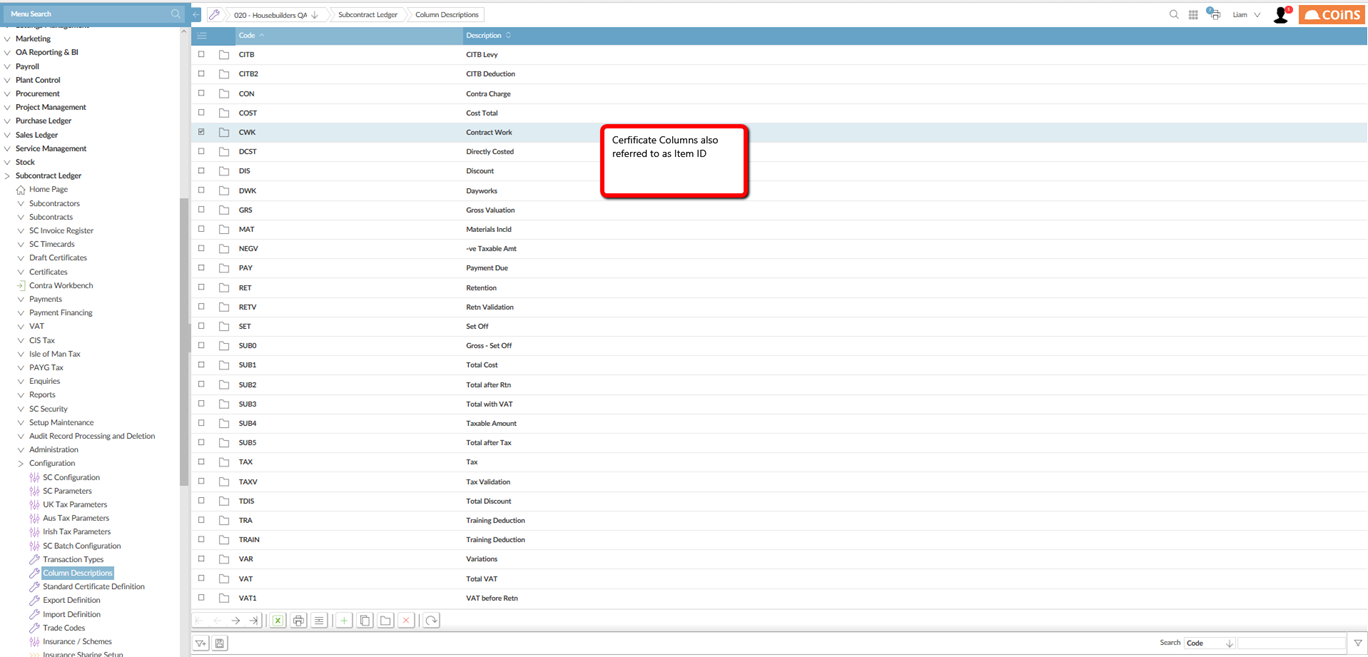 Menu Search
020 - Housebuilders QA
Subcontract Ledger
Column Descriptions
Liam
coins
Marketing
OA Reporting & BI
Payroll
Plant Control
Procurement
Project Management
Purchase Ledger
Sales Ledger
Service Management
Stock
Subcontract Ledger
Home Page
Subcontractors
Subcontracts
SC Invoice Register
SC Timecards
Draft Certificates
Certificates
Contra Workbench
Payments
Payment Financing
VAT
CIS Tax
Isle of Man Tax
PAYG Tax
Enquiries
Reports
SC Security
Setup Maintenance
Audit Record Processing and Deletion
Administration
Configuration
SC Configuration
SC Parameters
UK Tax Parameters
Aus Tax Parameters
Irish Tax Parameters
SC Batch Configuration
Transaction Types
Column Descriptions
Standard Certificate Definition
Export Definition
Import Definition
Trade Codes
Insurance / Schemes
Insurance Sharing Setup
Code Description
CITB CITB Levy
CITB2 CITB Deduction
CON Contra Charge
COST Cost Total
CWK Contract Work
DCST Directly Costed
DIS Discount
DWK Dayworks
GRS Gross Valuation
MAT Materials Incld
NEGV -ve Taxable Amt
PAY Payment Due
RET Retention
RETV Retn Validation
SET Set Off
SUB0 Gross - Set Off
SUB1 Total Cost
SUB2 Total after Rtn
SUB3 Total with VAT
SUB4 Taxable Amount
SUB5 Total after Tax
TAX Tax
TAXV Tax Validation
TDIS Total Discount
TRA Training Deduction
TRAIN Training Deduction
VAR Variations
VAT Total VAT
VAT1 VAT before Retn
Cerfificate Columns also
referred to as Item ID
Search Code